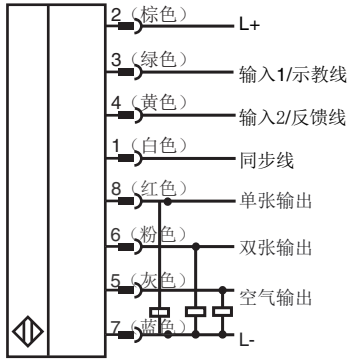 2（棕色） L+
3（绿色） 输入1/示教线
4（黄色） 输入2/反馈线
1（白色） 同步线
8（红色） 单张输出
6（粉色） 双张输出
5（灰色） 空气输出
7（蓝色） L-